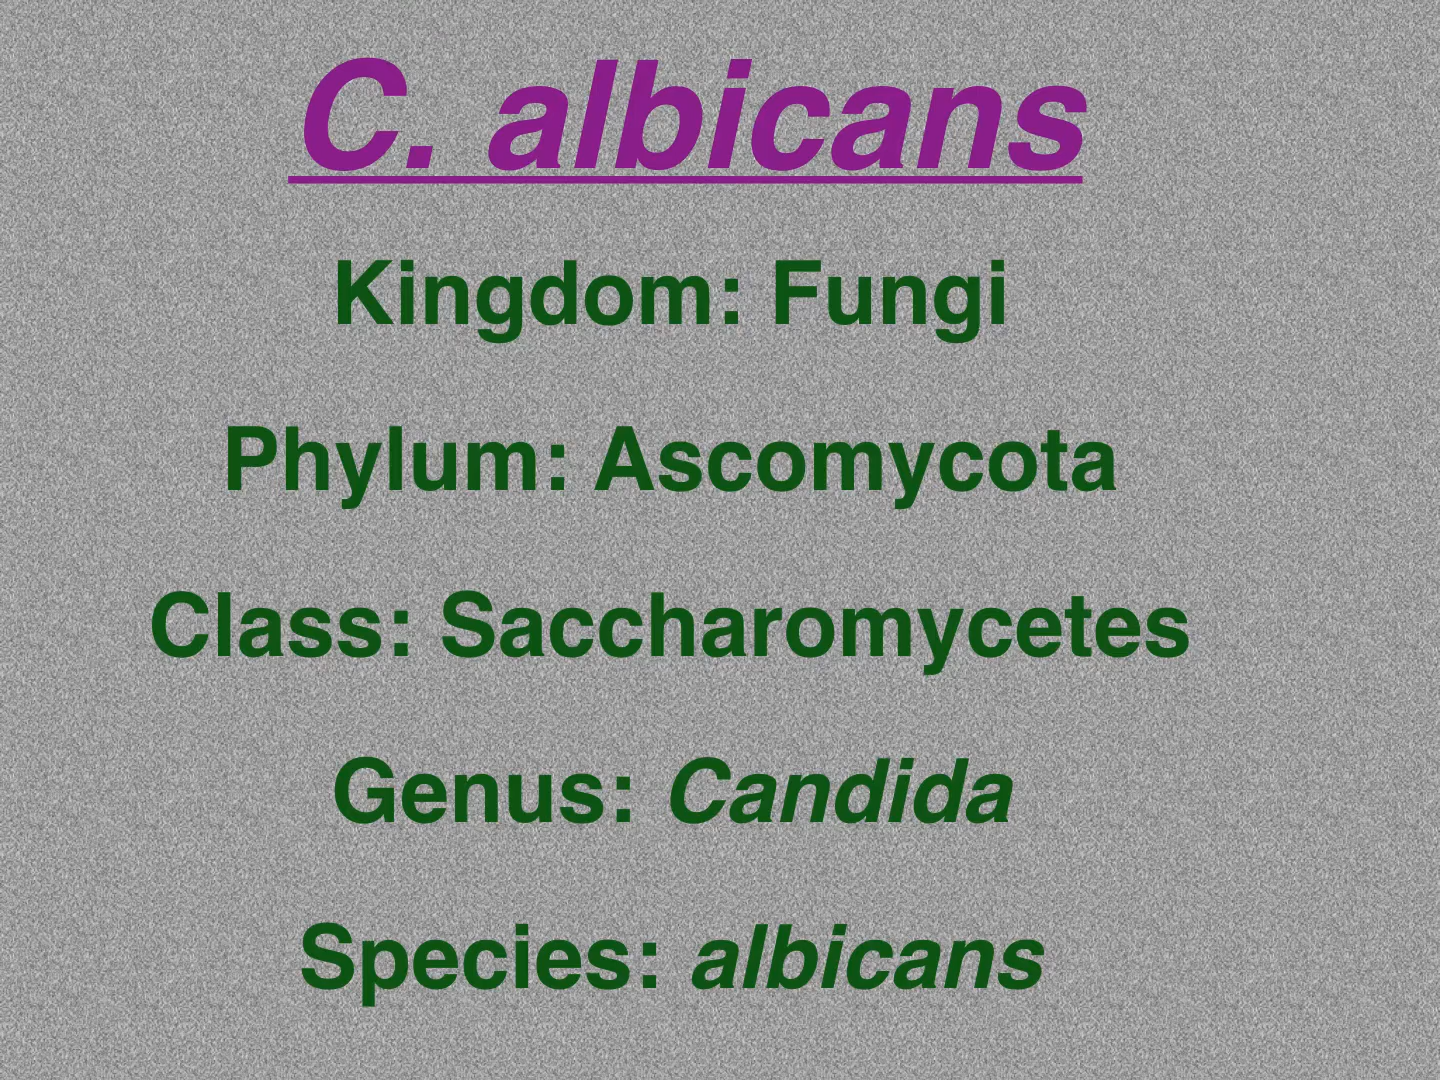 C. albicans
Kingdom: Fungi
Phylum: Ascomycota
Class: Saccharomycetes
Genus: Candida
Species: albicans